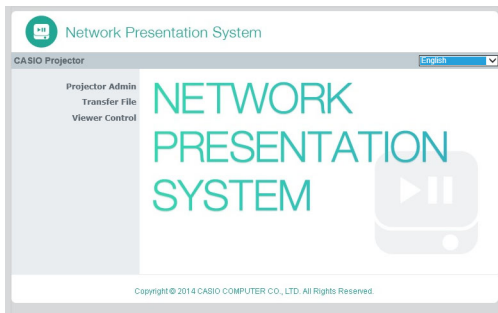 Network Presentation System
CASIO Projector
English
Projector Admin
Transfer File
Viewer Control
NETWORK
PRESENTATION
SYSTEM
Copyright © 2014 CASIO COMPUTER CO., LTD. All Rights Reserved.